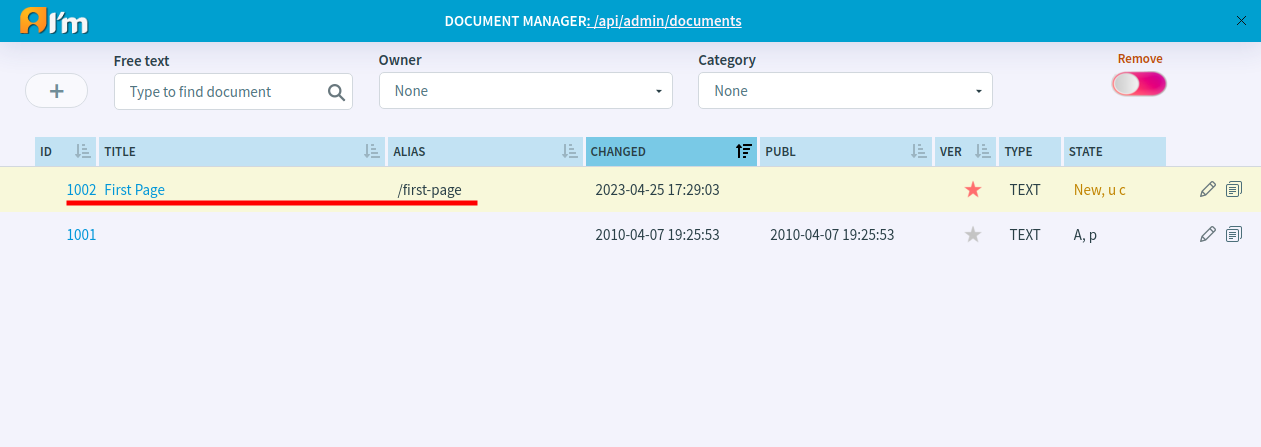 AI'm
DOCUMENT MANAGER: /api/admin/documents
Free text
Owner
Category
Remove
Type to find document
None
None
ID TITLE ALIAS CHANGED PUBL VER TYPE STATE
1002 First Page /first-page 2023-04-25 17:29:03 TEXT New, u c
1001 2010-04-07 19:25:53 2010-04-07 19:25:53 TEXT A, p